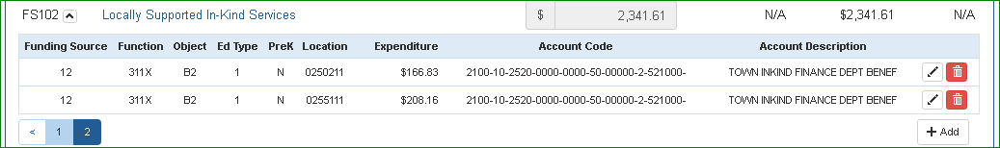 FS102 Locally Supported In-Kind Services $ 2,341.61 N/A $2,341.61 N/A
Funding Source Function Object Ed Type PreK Location Expenditure Account Code Account Description
12 311X B2 1 N 0250211 $166.83 2100-10-2520-0000-0000-50-00000-2-521000- TOWN INKIND FINANCE DEPT BENEF
12 311X B2 1 N 0255111 $208.16 2100-10-2520-0000-0000-50-00000-2-521000- TOWN INKIND FINANCE DEPT BENEF
< 1 2 + Add